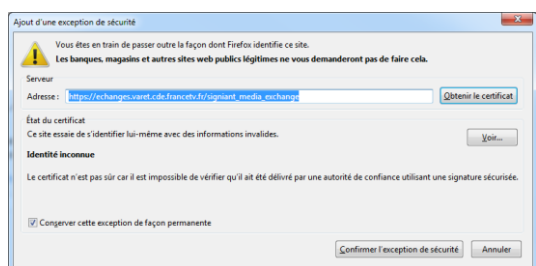 Ajout d'une exception de sécurité
Vous êtes en train de passer outre la façon dont Firefox identifie ce site.
Les banques, magasins et autres sites web publics légitimes ne vous demanderont pas de faire cela.
Serveur
Adresse : https://echanges.varet.cde.francetv.fr/signiant_media_exchange Obtenir le certificat
État du certificat
Ce site essaie de s'identifier lui-même avec des informations invalides. Voir...
Identité inconnue
Le certificat n'est pas sûr car il est impossible de vérifier qu'il ait été délivré par une autorité de confiance utilisant une signature sécurisée.
Conserver cette exception de façon permanente
Confirmer l'exception de sécurité Annuler